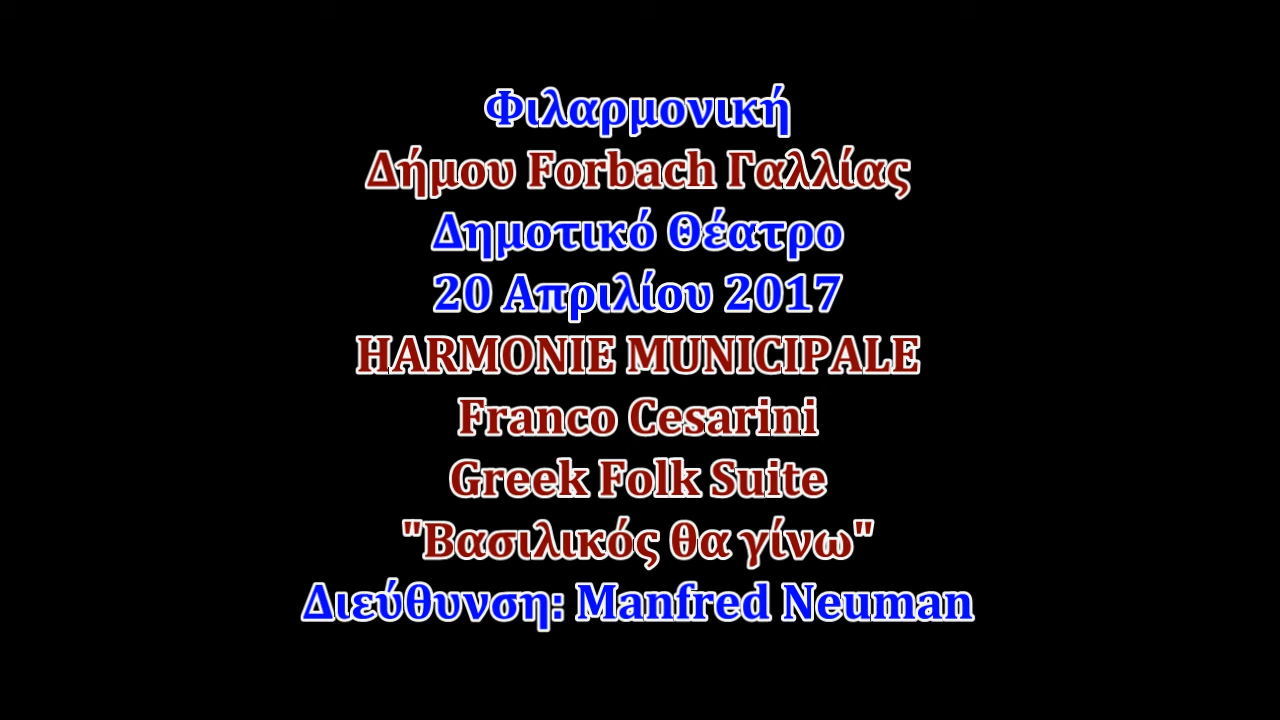 Φιλαρμονική
Δήμου Forbach Γαλλίας
Δημοτικό Θέατρο
20 Απριλίου 2017
HARMONIE MUNICIPALE
Franco Cesarini
Greek Folk Suite
"Βασιλικός θα γίνω"
Διεύθυνση: Manfred Neuman